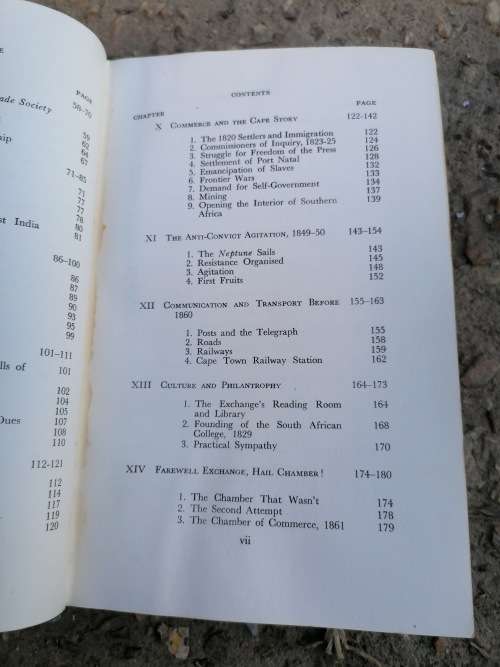 E
PAGE
ade Society
58-70
59
ship
62
66
67
71-85
71
77
77
78
st India
80
81
86-100
86
87
89
90
93
95
99
101-111
lls of
101
102
104
105
Dues
107
108
110
112-121
112
114
117
119
120
CONTENTS
CHAPTER PAGE
X COMMERCE AND THE CAPE STORY 122-142
1. The 1820 Settlers and Immigration 122
2. Commissioners of Inquiry, 1823-25 124
3. Struggle for Freedom of the Press 126
4. Settlement of Port Natal 128
5. Emancipation of Slaves 132
6. Frontier Wars 133
7. Demand for Self-Government 134
8. Mining 137
9. Opening the Interior of Southern Africa 139
XI THE ANTI-CONVICT AGITATION, 1849-50 143-154
1. The Neptune Sails 143
2. Resistance Organised 145
3. Agitation 148
4. First Fruits 152
XII COMMUNICATION AND TRANSPORT BEFORE 155-163
1860
1. Posts and the Telegraph 155
2. Roads 158
3. Railways 159
4. Cape Town Railway Station 162
XIII CULTURE AND PHILANTROPHY 164-173
1. The Exchange's Reading Room
and Library 164
2. Founding of the South African
College, 1829 168
3. Practical Sympathy 170
XIV FAREWELL EXCHANGE, HAIL CHAMBER! 174-180
1. The Chamber That Wasn't 174
2. The Second Attempt 178
3. The Chamber of Commerce, 1861 179
vii